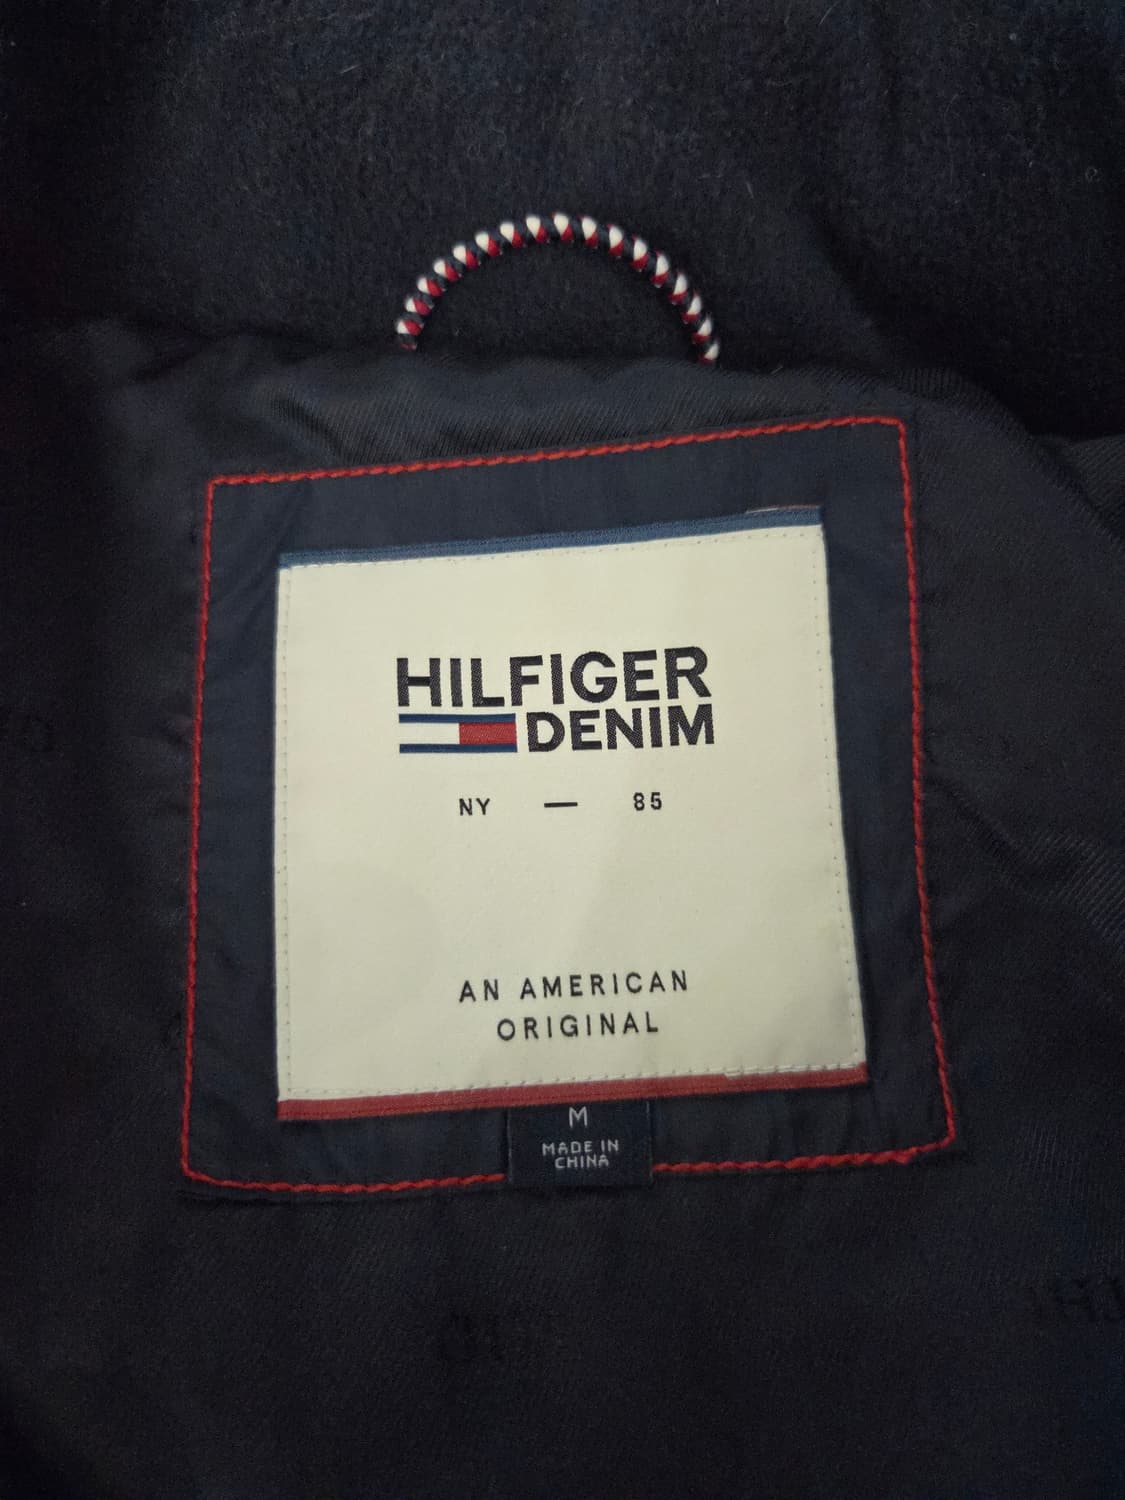 HILFIGER
DENIM
NY — 85
AN AMERICAN
ORIGINAL
M
MADE IN
CHINA